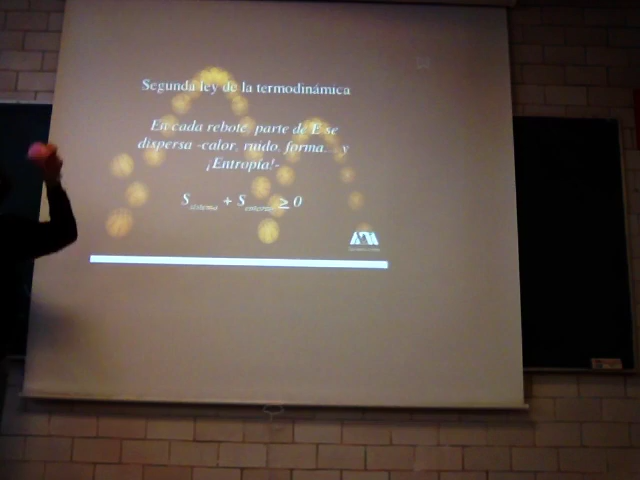 Segunda ley de la termodinámica
En cada rebote, parte de E se
dispersa -calor, ruido, forma... y
¡Entropía!-
S sistema + S entorno ≥ 0